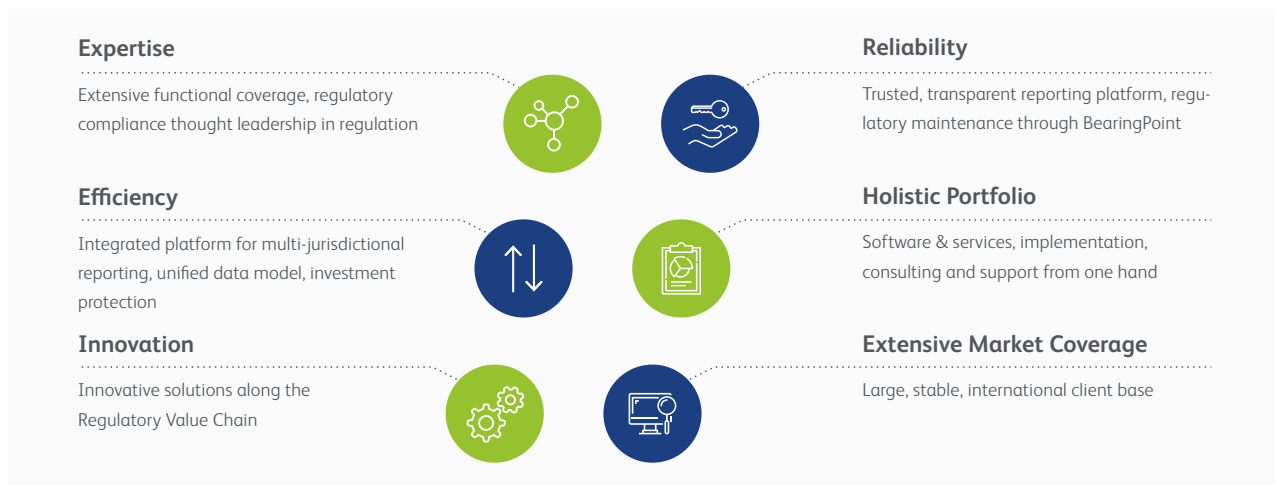 Expertise
Extensive functional coverage, regulatory
compliance thought leadership in regulation
Efficiency
Integrated platform for multi-jurisdictional
reporting, unified data model, investment
protection
Innovation
Innovative solutions along the
Regulatory Value Chain
Reliability
Trusted, transparent reporting platform, regu-
latory maintenance through BearingPoint
Holistic Portfolio
Software & services, implementation,
consulting and support from one hand
Extensive Market Coverage
Large, stable, international client base